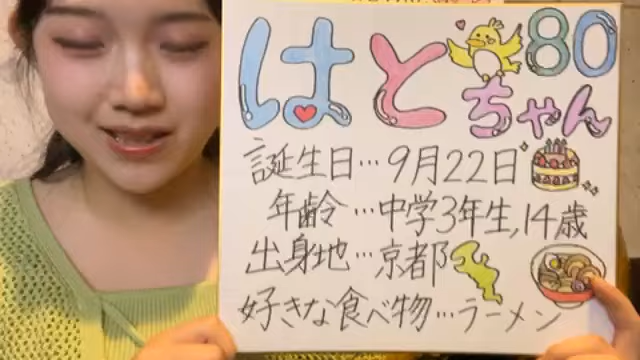 はとちゃん 80
誕生日…9月22日
年齢…中学3年生,14歳
出身地…京都
好きな食べ物…ラーメン